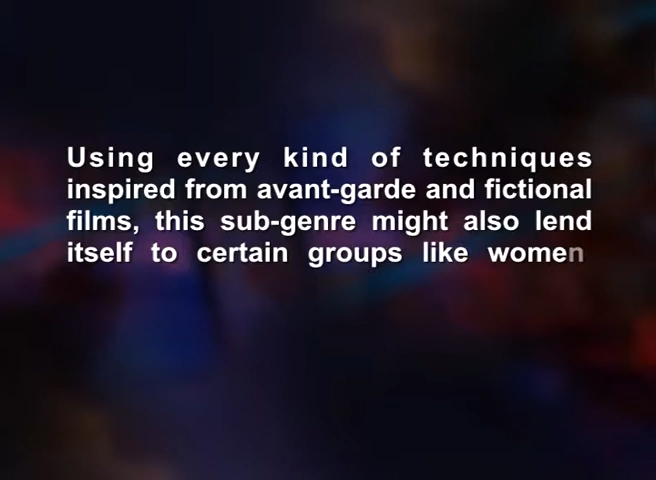 Using every kind of techniques
inspired from avant-garde and fictional
films, this sub-genre might also lend
itself to certain groups like women